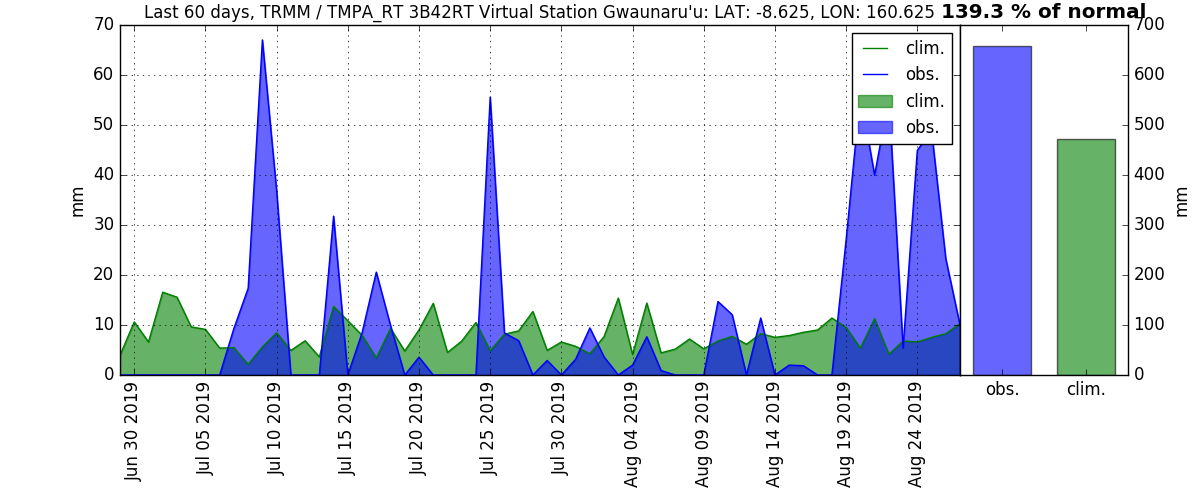 Last 60 days, TRMM / TMPA_RT 3B42RT Virtual Station Gwaunaru'u: LAT: -8.625, LON: 160.625 139.3 % of normal
70
60
50
40
30
20
10
0
mm
clim.
obs.
clim.
obs.
Jun 30 2019
Jul 05 2019
Jul 10 2019
Jul 15 2019
Jul 20 2019
Jul 25 2019
Jul 30 2019
Aug 04 2019
Aug 09 2019
Aug 14 2019
Aug 19 2019
Aug 24 2019
700
600
500
400
300
200
100
0
mm
obs. clim.